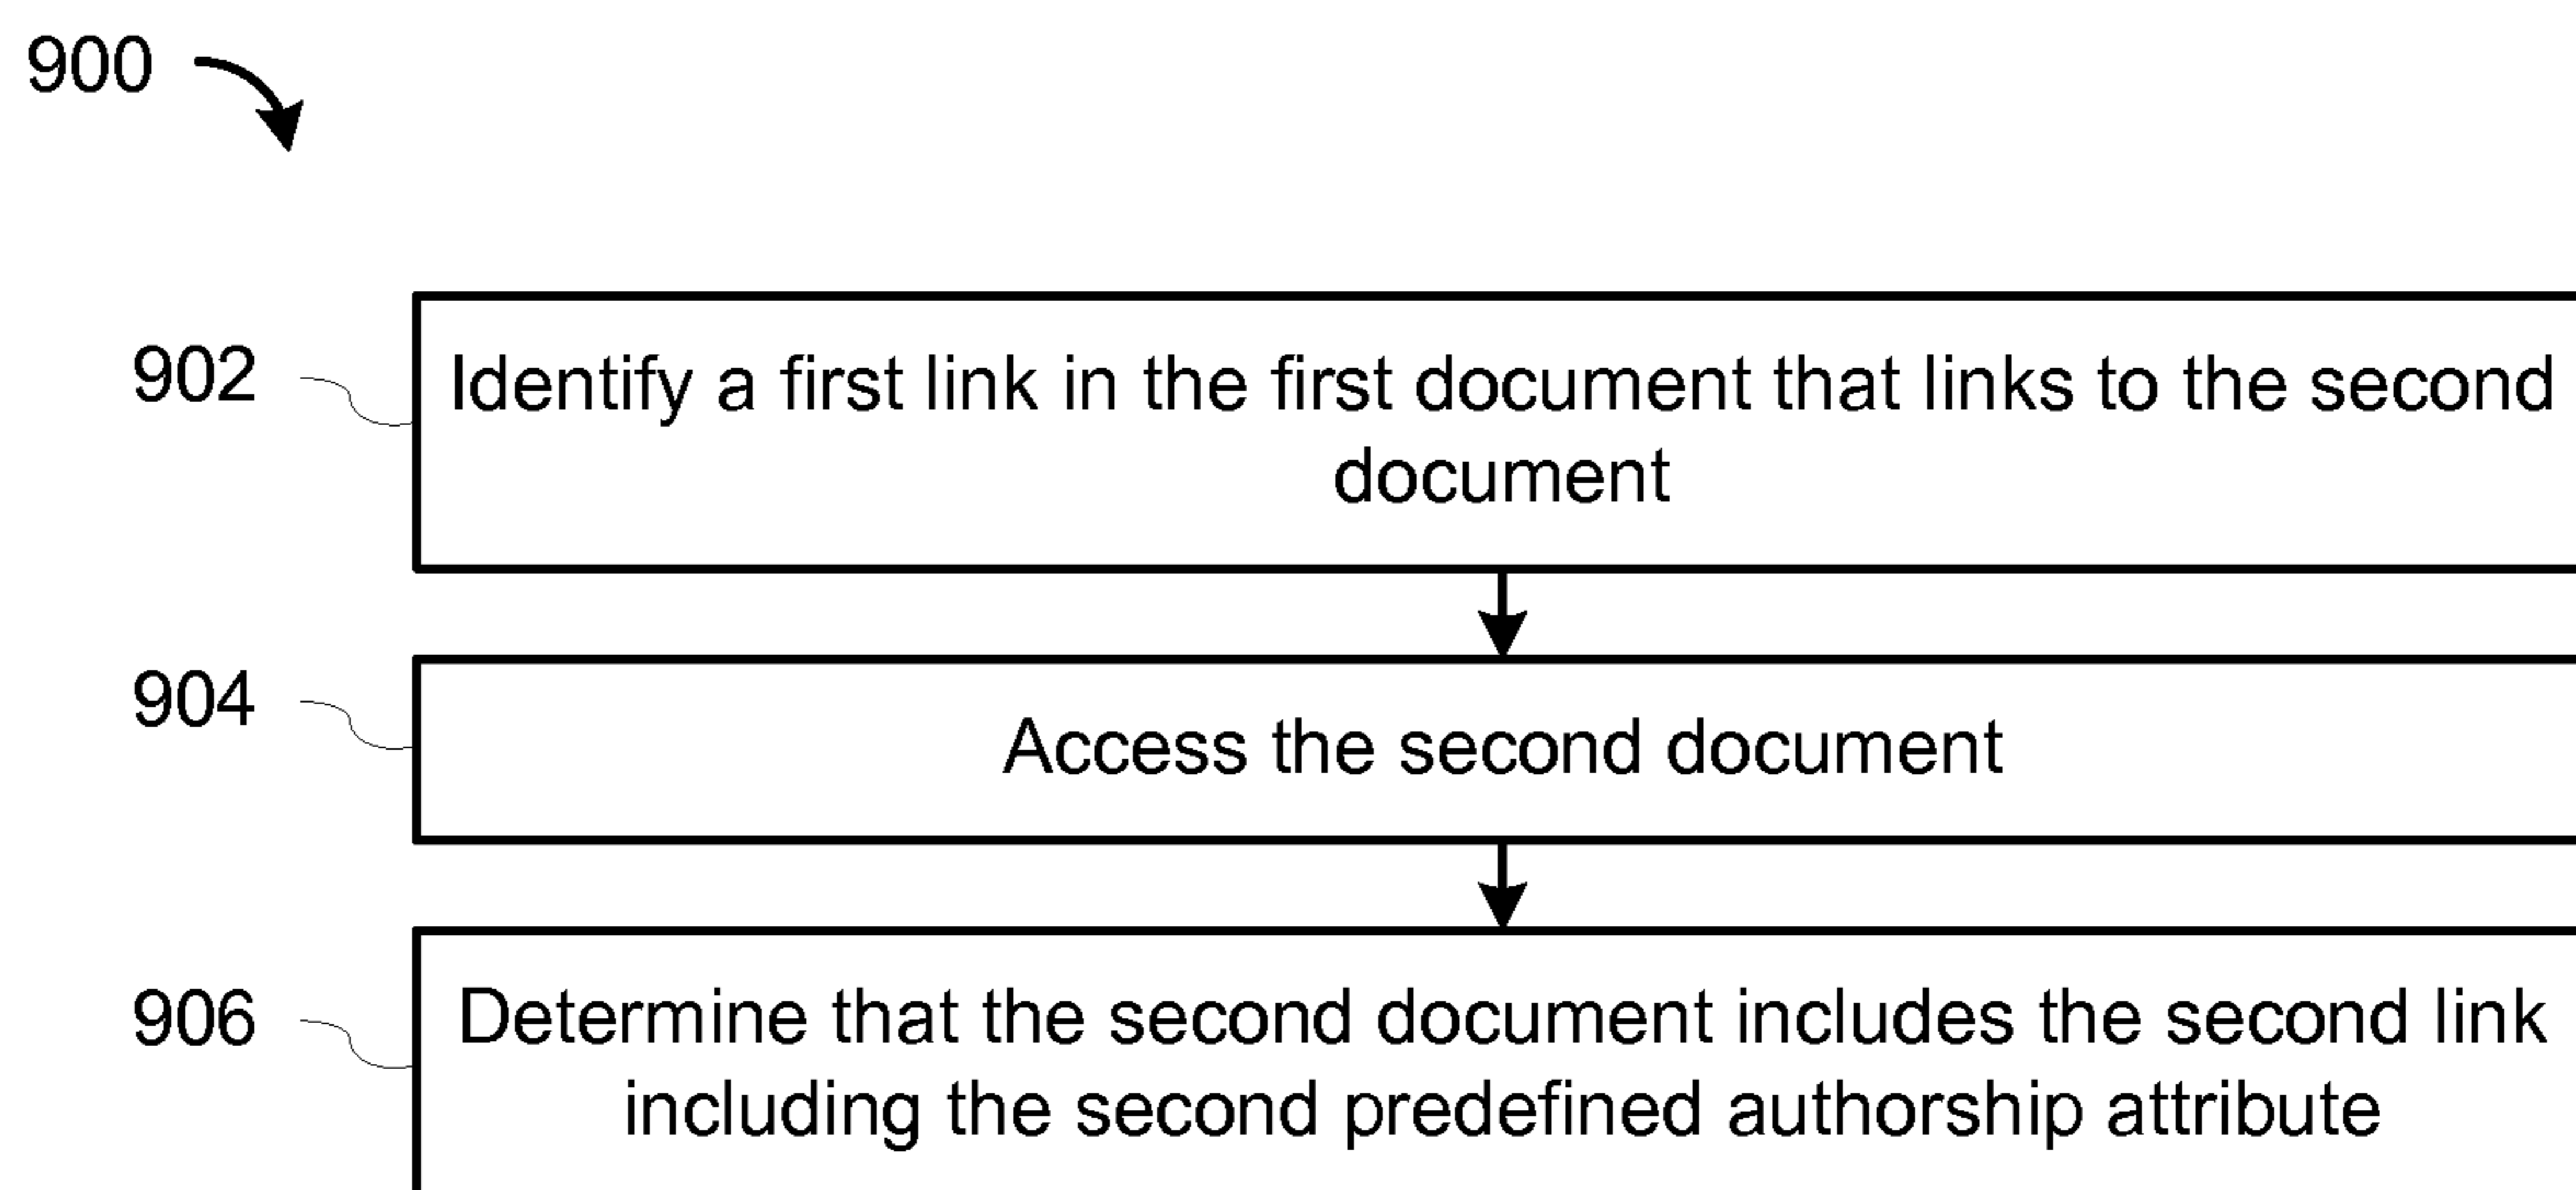 900
902
Identify a first link in the first document that links to the second
document
904
Access the second document
906
Determine that the second document includes the second link
including the second predefined authorship attribute